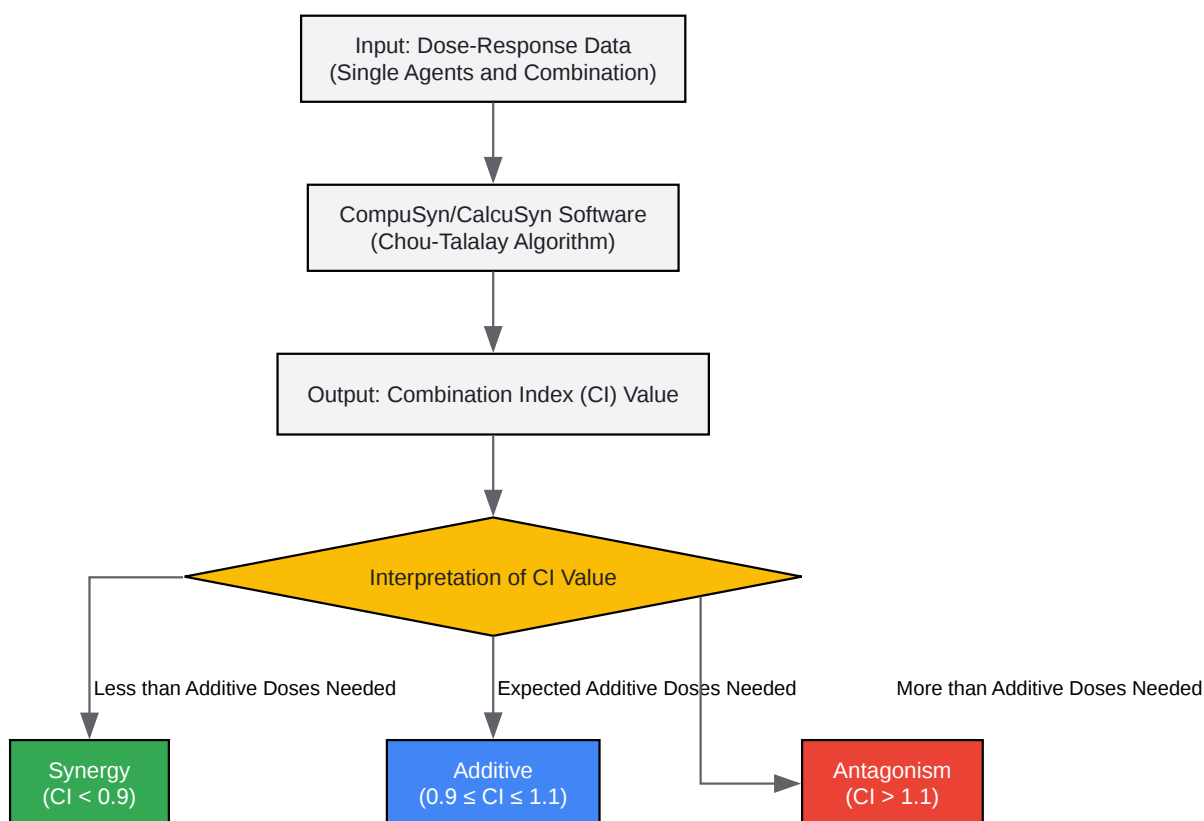 Input: Dose-Response Data
(Single Agents and Combination)
CompuSyn/CalcuSyn Software
(Chou-Talalay Algorithm)
Output: Combination Index (CI) Value
Interpretation of CI Value
Less than Additive Doses Needed
Expected Additive Doses Needed
More than Additive Doses Needed
Synergy
(CI < 0.9)
Additive
(0.9 ≤ CI ≤ 1.1)
Antagonism
(CI > 1.1)